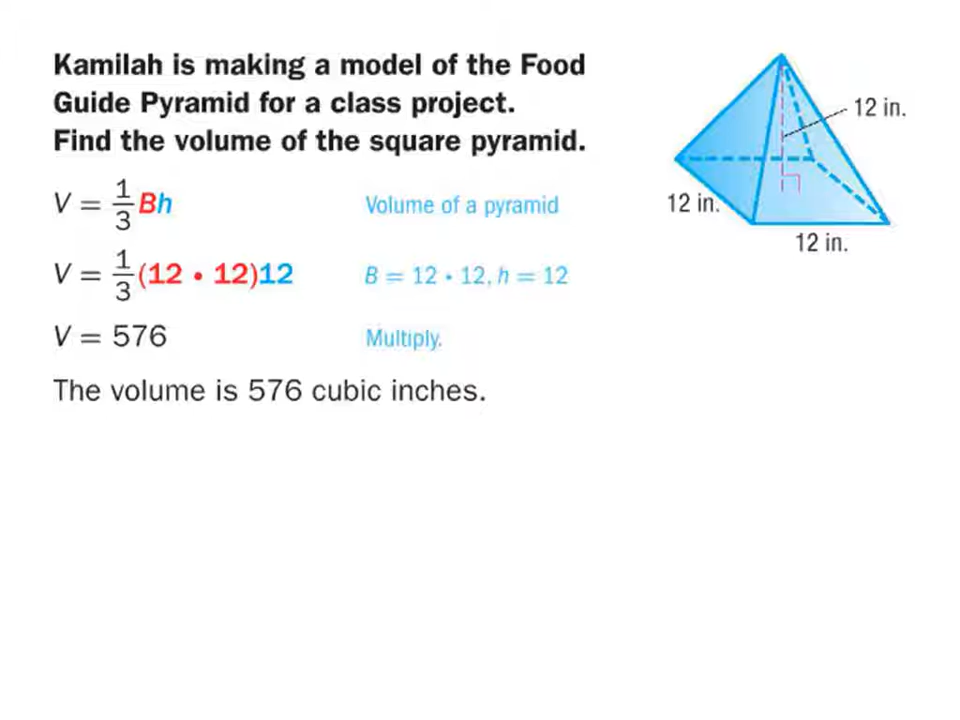 Kamilah is making a model of the Food
Guide Pyramid for a class project.
Find the volume of the square pyramid.
12 in.
12 in.
12 in.
V = 1/3 Bh Volume of a pyramid
V = 1/3 (12 • 12)12 B = 12 • 12, h = 12
V = 576 Multiply.
The volume is 576 cubic inches.